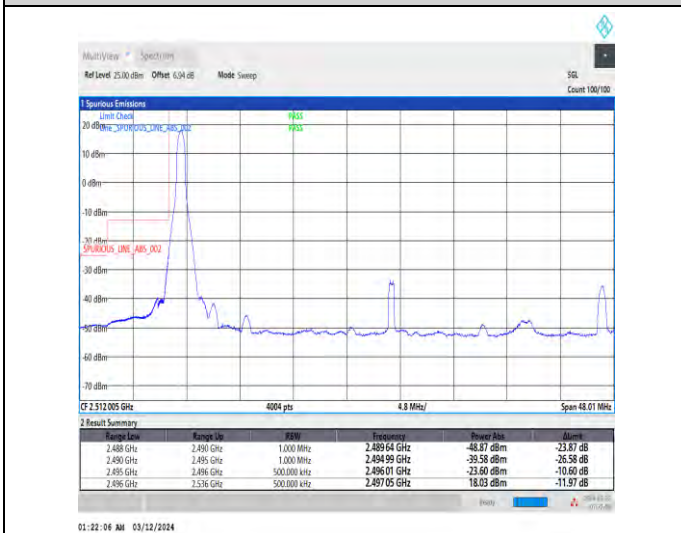 MultiView Spectrum
Ref Level 25.00 dBm Offset 6.94 dB Mode Sweep SGL
Count 100/100
1 Spurious Emissions
Limit Check PASS
20 dBm Line _SPURIOUS_LINE_ABS_002 PASS
10 dBm
0 dBm
-10 dBm
-20 dBm
SPURIOUS_LINE_ABS_002
-30 dBm
-40 dBm
-50 dBm
-60 dBm
-70 dBm
CF 2.512 005 GHz 4004 pts 4.8 MHz/ Span 48.01 MHz
2 Result Summary
Range Low Range Up RBW Frequency Power Abs ΔLimit
2.488 GHz 2.490 GHz 1.000 MHz 2.489 64 GHz -48.87 dBm -23.87 dB
2.490 GHz 2.495 GHz 1.000 MHz 2.494 99 GHz -39.58 dBm -26.58 dB
2.495 GHz 2.496 GHz 500.000 kHz 2.496 01 GHz -23.60 dBm -10.60 dB
2.496 GHz 2.536 GHz 500.000 kHz 2.497 05 GHz 18.03 dBm -11.97 dB
01:22:06 AM 03/12/2024